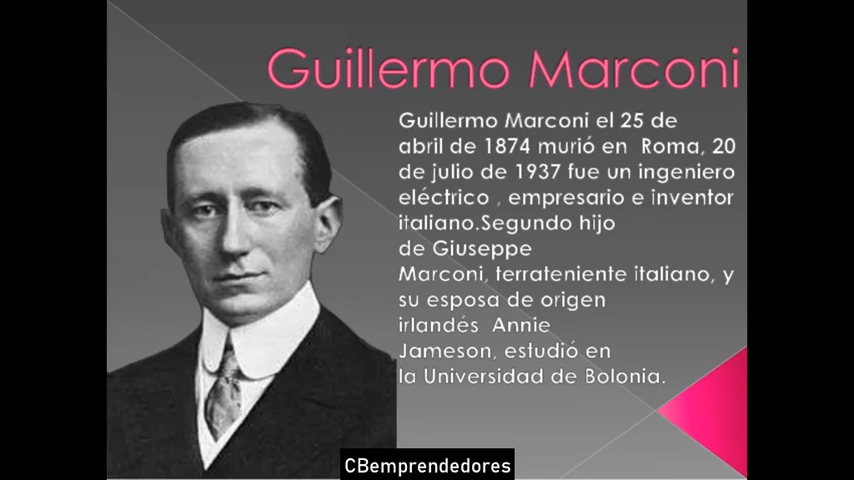 Guillermo Marconi
Guillermo Marconi el 25 de
abril de 1874 murió en  Roma, 20
de julio de 1937 fue un ingeniero
eléctrico , empresario e inventor
italiano.Segundo hijo
de Giuseppe
Marconi, terrateniente italiano, y
su esposa de origen
irlandés  Annie
Jameson, estudió en
la Universidad de Bolonia.
CBemprendedores